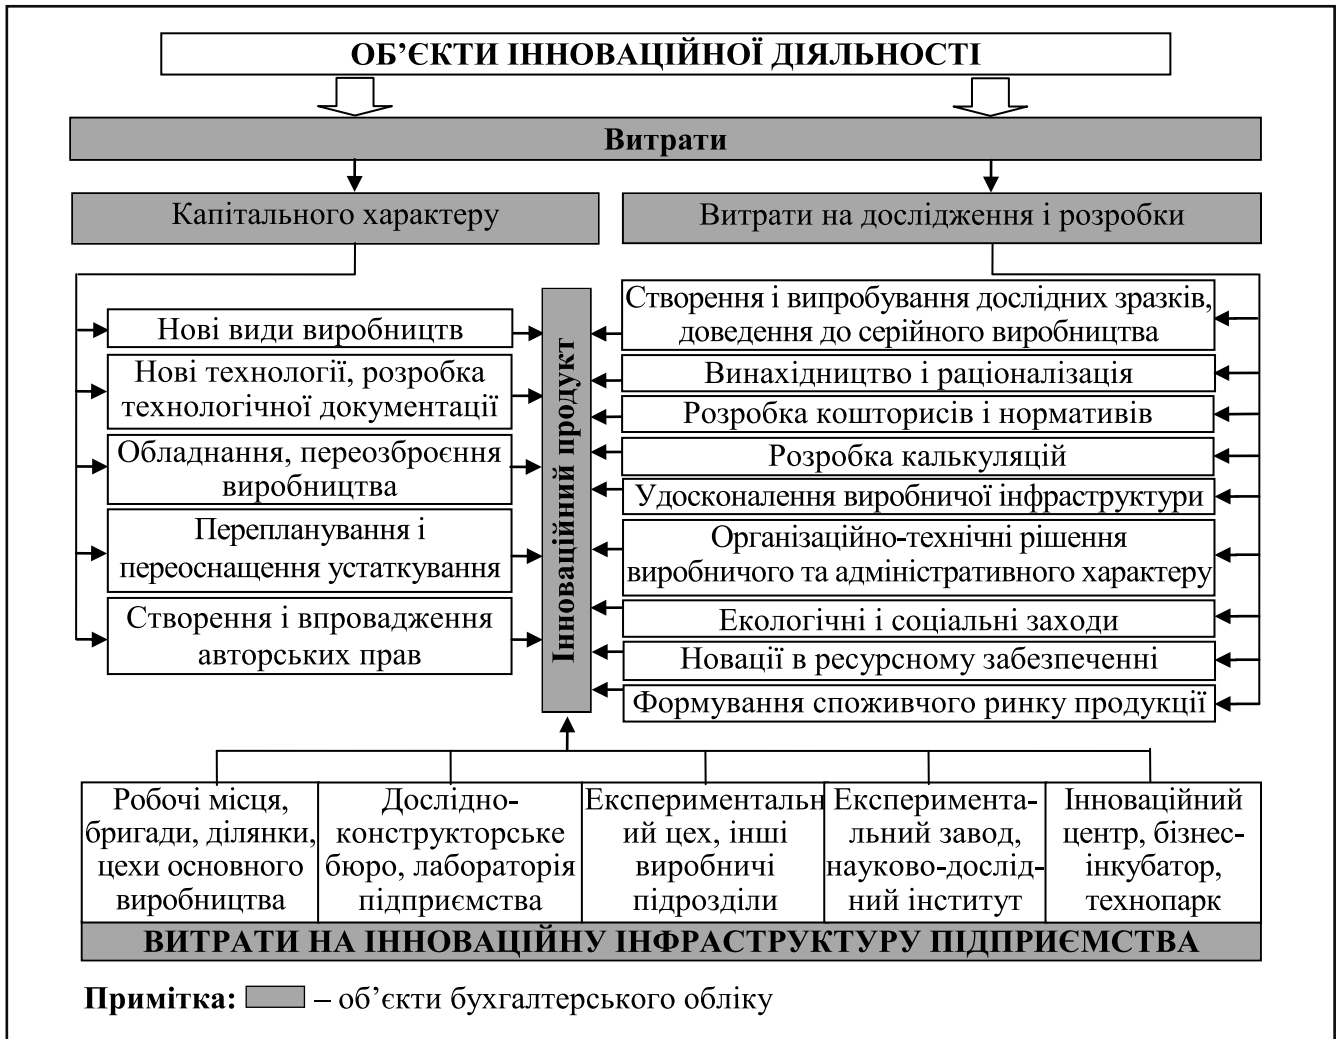 ОБ’ЄКТИ ІННОВАЦІЙНОЇ ДІЯЛЬНОСТІ
Витрати
Капітального характеру
Витрати на дослідження і розробки
Нові види виробництв
Нові технології, розробка
технологічної документації
Обладнання, переозброєння
виробництва
Перепланування і
переоснащення устаткування
Створення і впровадження
авторських прав
Інноваційний продукт
Створення і випробування дослідних зразків,
доведення до серійного виробництва
Винахідництво і раціоналізація
Розробка кошторисів і нормативів
Розробка калькуляцій
Удосконалення виробничої інфраструктури
Організаційно-технічні рішення
виробничого та адміністративного характеру
Екологічні і соціальні заходи
Новації в ресурсному забезпеченні
Формування споживчого ринку продукції
Робочі місця,
бригади, ділянки,
цехи основного
виробництва
Дослідно-
конструкторське
бюро, лабораторія
підприємства
Експериментальн
ий цех, інші
виробничі
підрозділи
Експеримента-
льний завод,
науково-дослід-
ний інститут
Інноваційний
центр, бізнес-
інкубатор,
технопарк
ВИТРАТИ НА ІННОВАЦІЙНУ ІНФРАСТРУКТУРУ ПІДПРИЄМСТВА
Примітка: – об’єкти бухгалтерського обліку